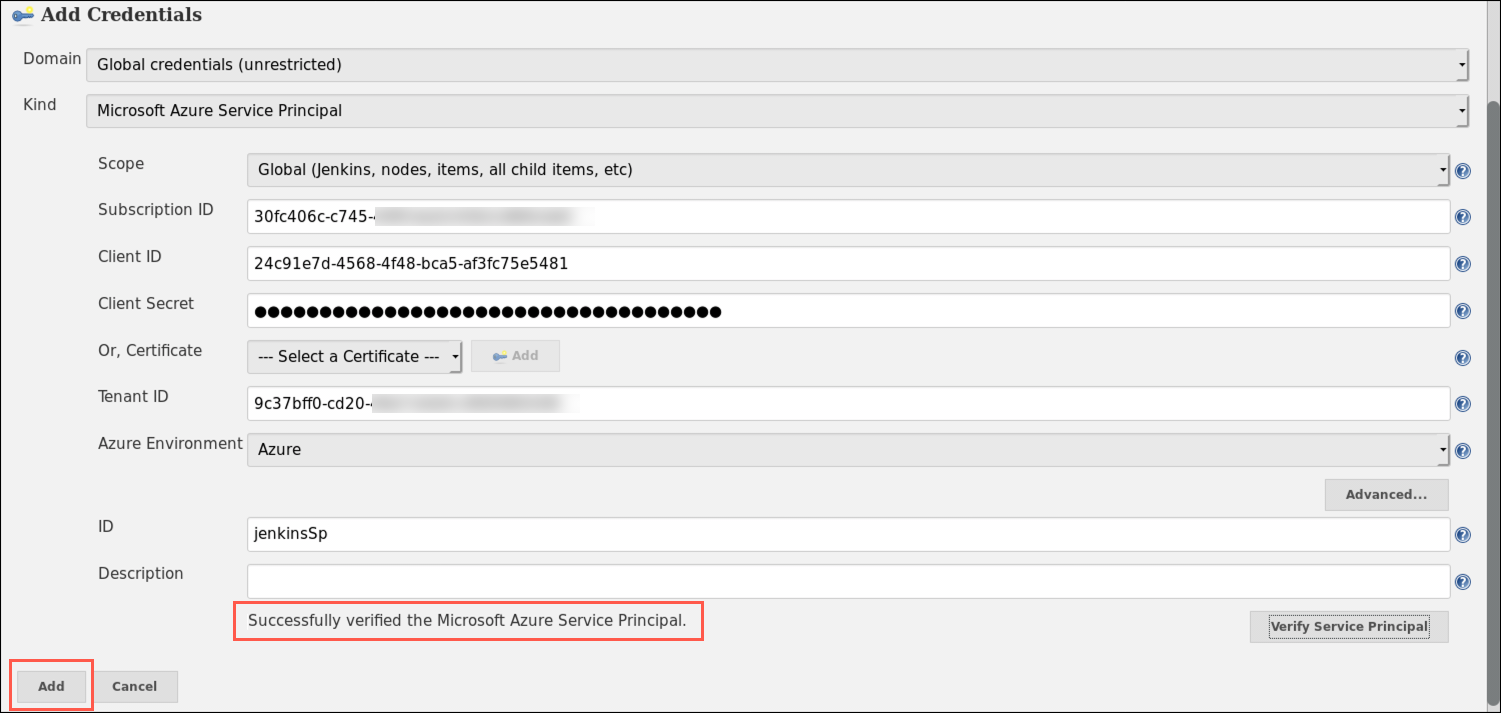 Add Credentials
Domain
Global credentials (unrestricted)
Kind
Microsoft Azure Service Principal
Scope
Global (Jenkins, nodes, items, all child items, etc)
Subscription ID
30fc406c-c745-
Client ID
24c91e7d-4568-4f48-bca5-af3fc75e5481
Client Secret
Or, Certificate
--- Select a Certificate ---
Add
Tenant ID
9c37bff0-cd20-
Azure Environment
Azure
Advanced...
ID
jenkinsSp
Description
Successfully verified the Microsoft Azure Service Principal.
Verify Service Principal
Add
Cancel